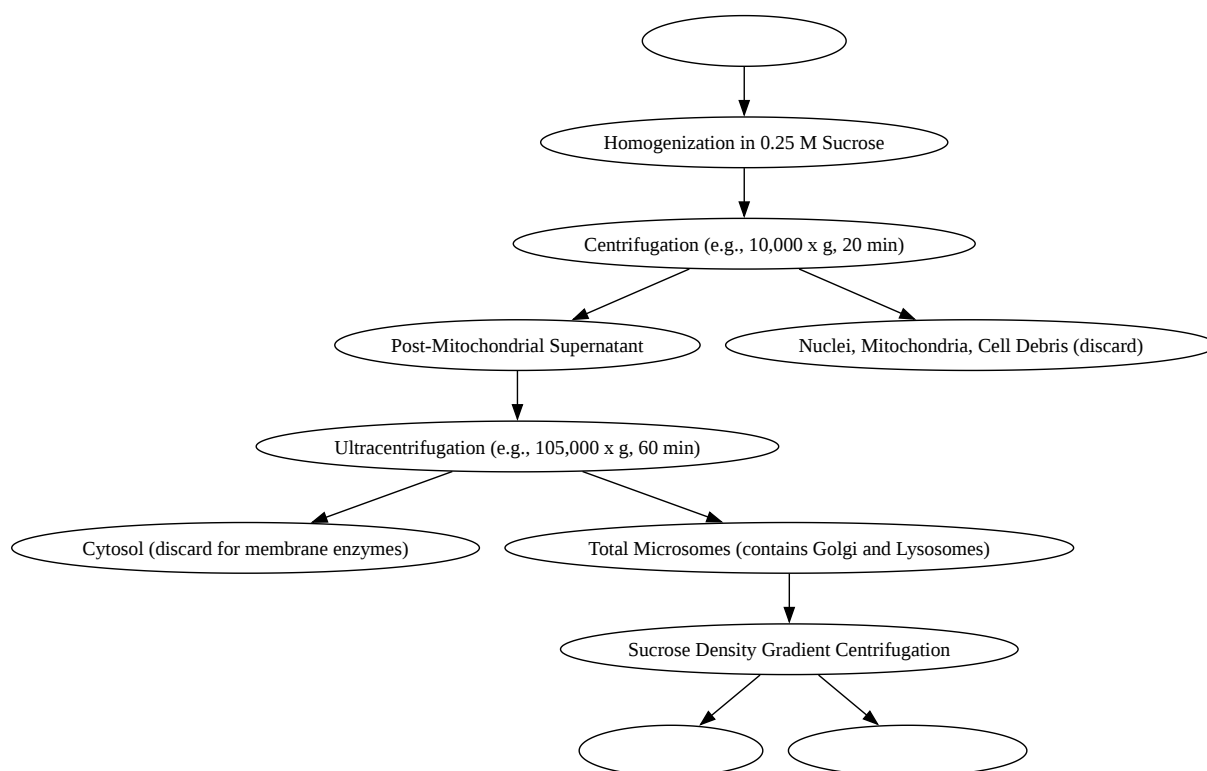 Homogenization in 0.25 M Sucrose
Centrifugation (e.g., 10,000 x g, 20 min)
Post-Mitochondrial Supernatant
Nuclei, Mitochondria, Cell Debris (discard)
Ultracentrifugation (e.g., 105,000 x g, 60 min)
Cytosol (discard for membrane enzymes)
Total Microsomes (contains Golgi and Lysosomes)
Sucrose Density Gradient Centrifugation